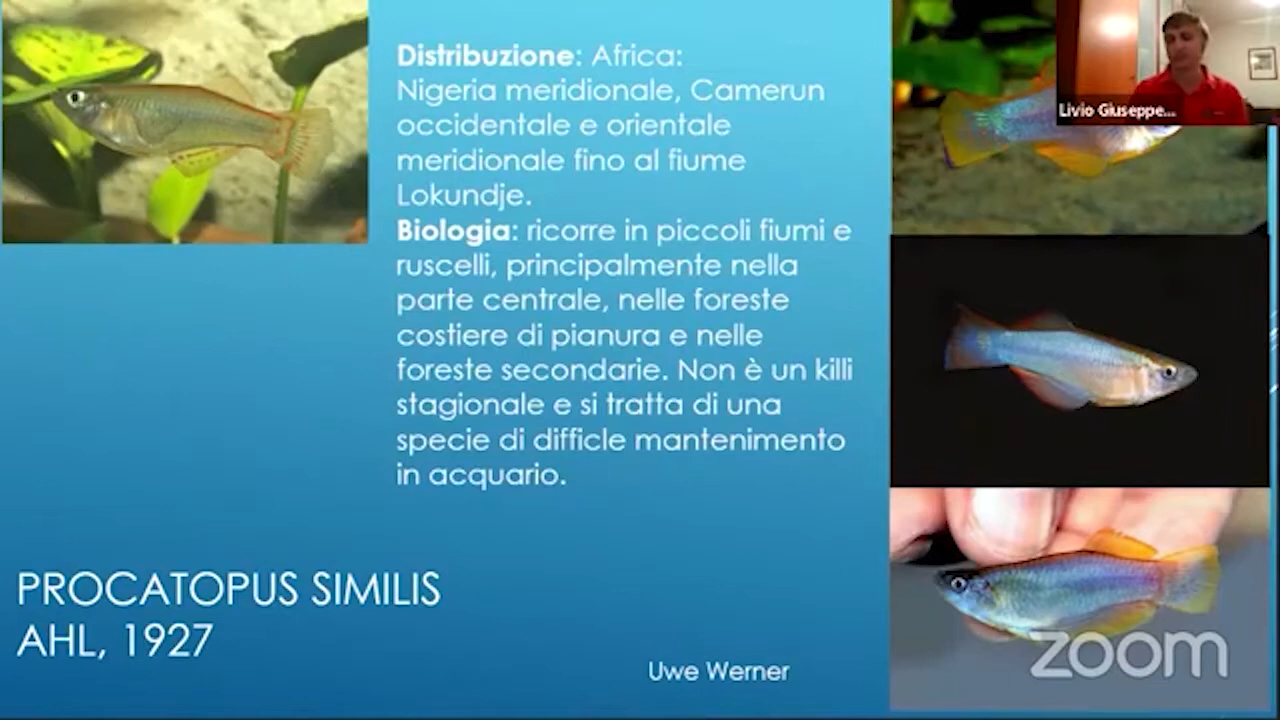 Distribuzione: Africa:
Nigeria meridionale, Camerun
occidentale e orientale
meridionale fino al fiume
Lokundje.
Biologia: ricorre in piccoli fiumi e
ruscelli, principalmente nella
parte centrale, nelle foreste
costiere di pianura e nelle
foreste secondarie. Non è un killi
stagionale e si tratta di una
specie di difficle mantenimento
in acquario.
PROCATOPUS SIMILIS
AHL, 1927
Uwe Werner
Livio Giuseppe...
zoom